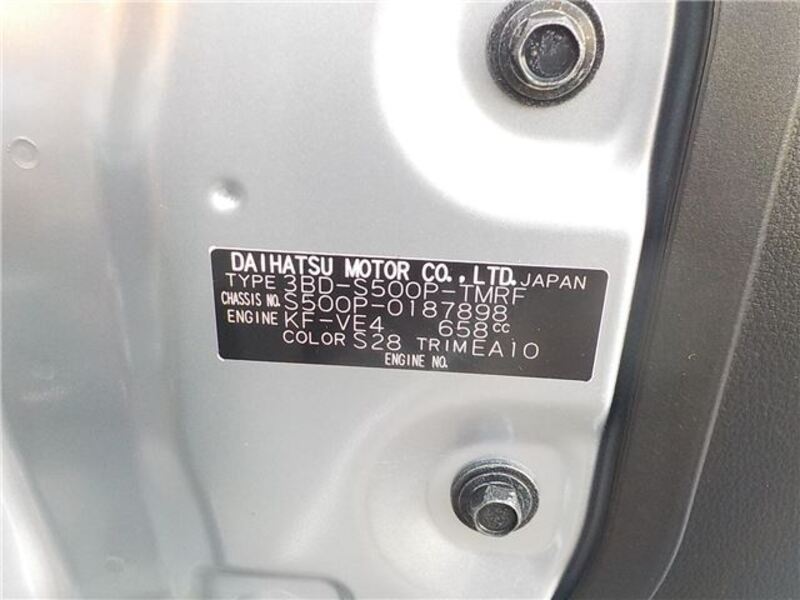 DAIHATSU MOTOR CO., LTD. JAPAN
TYPE 3BD-S500P-TMRF
CHASSIS NO. S500P-0187898
ENGINE KF-VE4 658cc
COLOR S28 TRIM EA10
ENGINE NO.